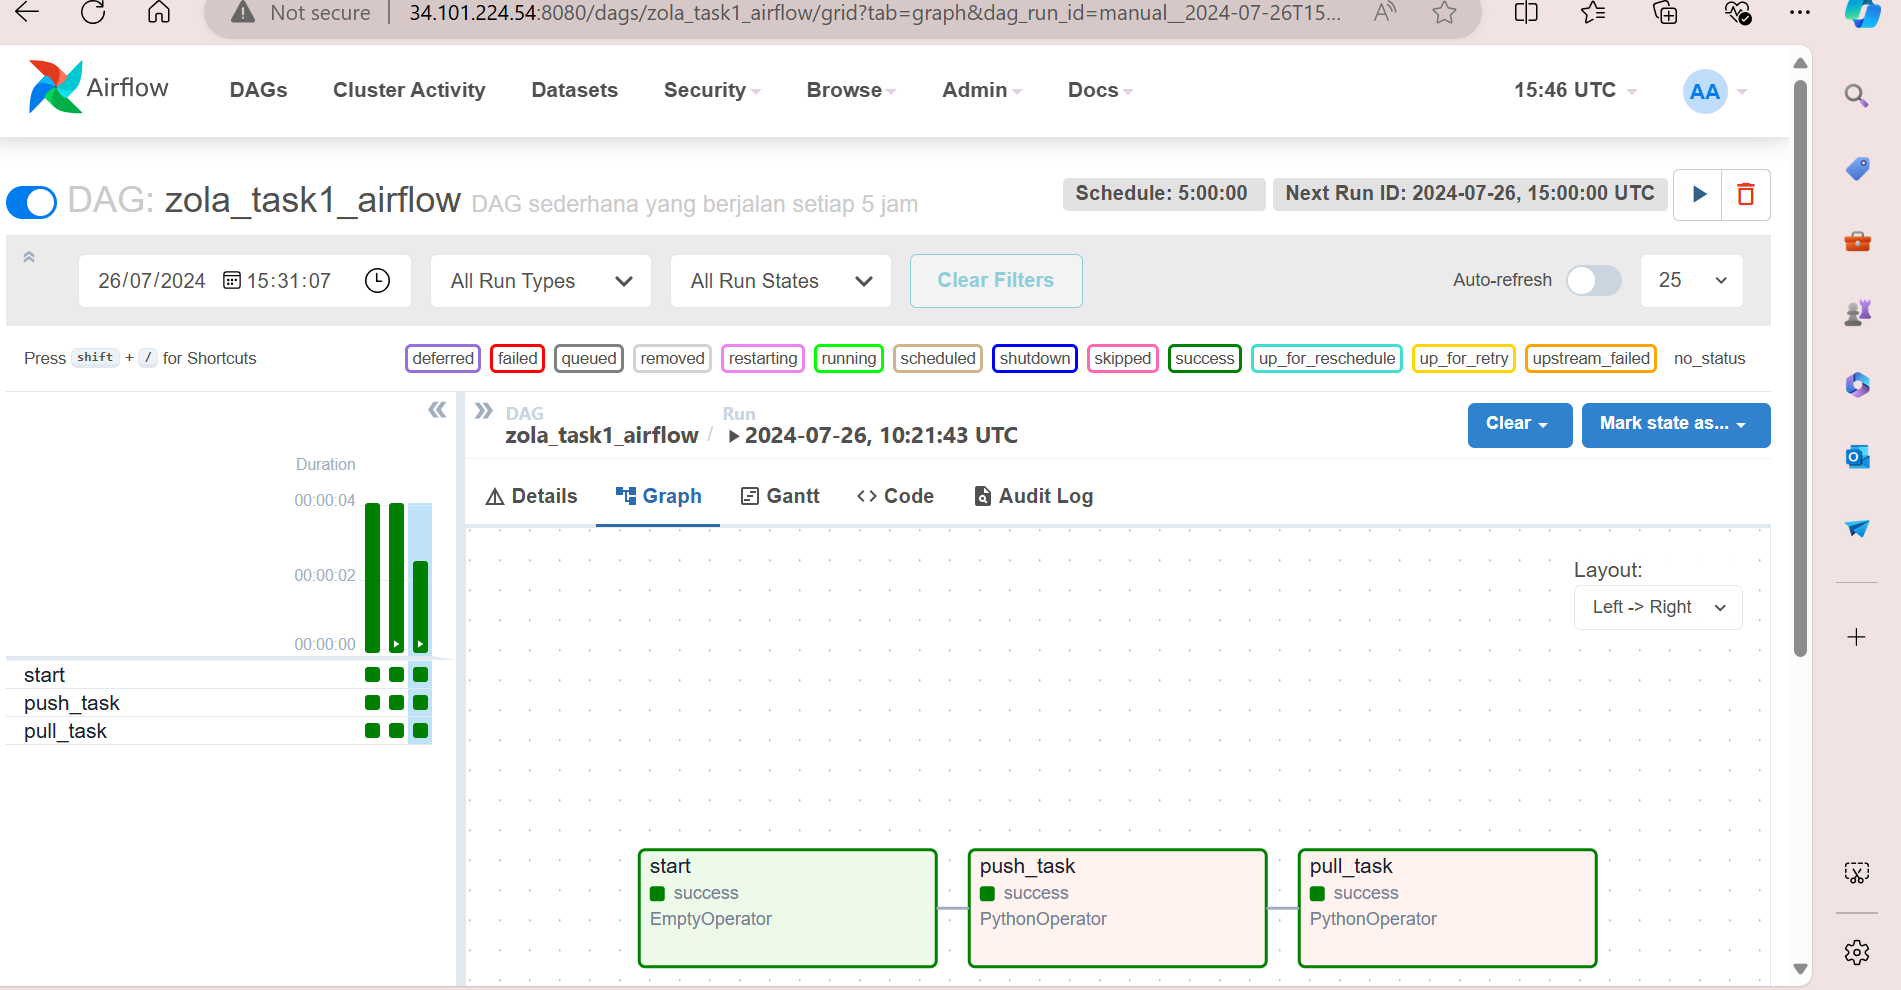 Not secure 34.101.224.54:8080/dags/zola_task1_airflow/grid?tab=graph&dag_run_id=manual__2024-07-26T15...
Airflow DAGs Cluster Activity Datasets Security Browse Admin Docs 15:46 UTC AA
DAG: zola_task1_airflow DAG sederhana yang berjalan setiap 5 jam Schedule: 5:00:00 Next Run ID: 2024-07-26, 15:00:00 UTC
26/07/2024 15:31:07 All Run Types All Run States Clear Filters Auto-refresh 25
Press shift + / for Shortcuts deferred failed queued removed restarting running scheduled shutdown skipped success up_for_reschedule up_for_retry upstream_failed no_status
DAG Run
zola_task1_airflow / 2024-07-26, 10:21:43 UTC Clear Mark state as...
Details Graph Gantt Code Audit Log
Duration
00:00:04
00:00:02
00:00:00
start
push_task
pull_task
Layout:
Left -> Right
start
success
EmptyOperator
push_task
success
PythonOperator
pull_task
success
PythonOperator